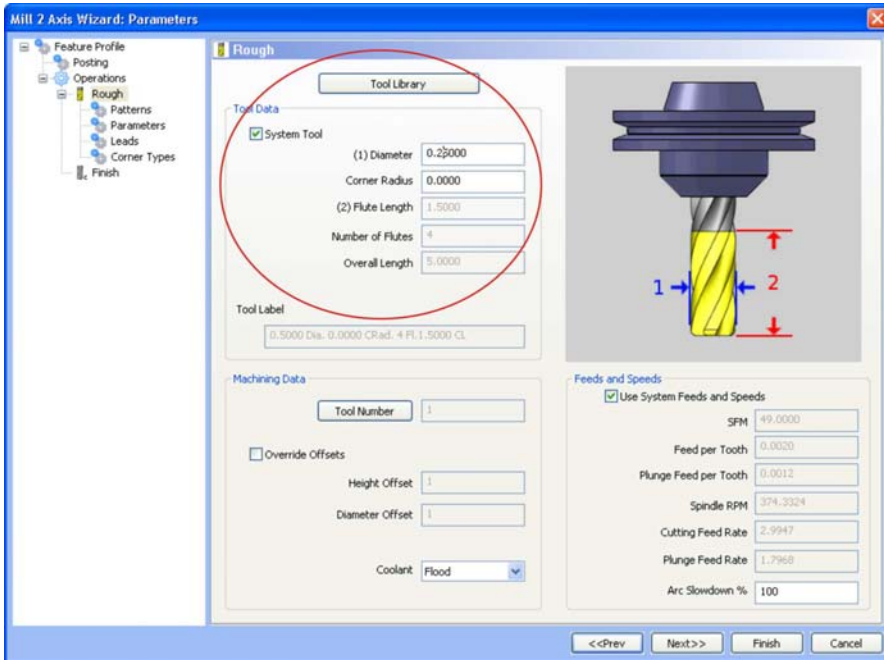 Mill 2 Axis Wizard: Parameters
Feature Profile
Posting
Operations
Rough
Patterns
Parameters
Leads
Corner Types
Finish
Rough
Tool Library
Tool Data
System Tool
(1) Diameter 0.25000
Corner Radius 0.0000
(2) Flute Length 1.5000
Number of Flutes 4
Overall Length 5.0000
Tool Label
0.5000 Dia. 0.0000 CRad. 4 Fl.1.5000 CL
1 2
Machining Data
Tool Number 1
Override Offsets
Height Offset 1
Diameter Offset 1
Coolant Flood
Feeds and Speeds
Use System Feeds and Speeds
SFM 49.0000
Feed per Tooth 0.0020
Plunge Feed per Tooth 0.0012
Spindle RPM 374.3324
Cutting Feed Rate 2.9947
Plunge Feed Rate 1.7968
Arc Slowdown % 100
<<Prev Next>> Finish Cancel